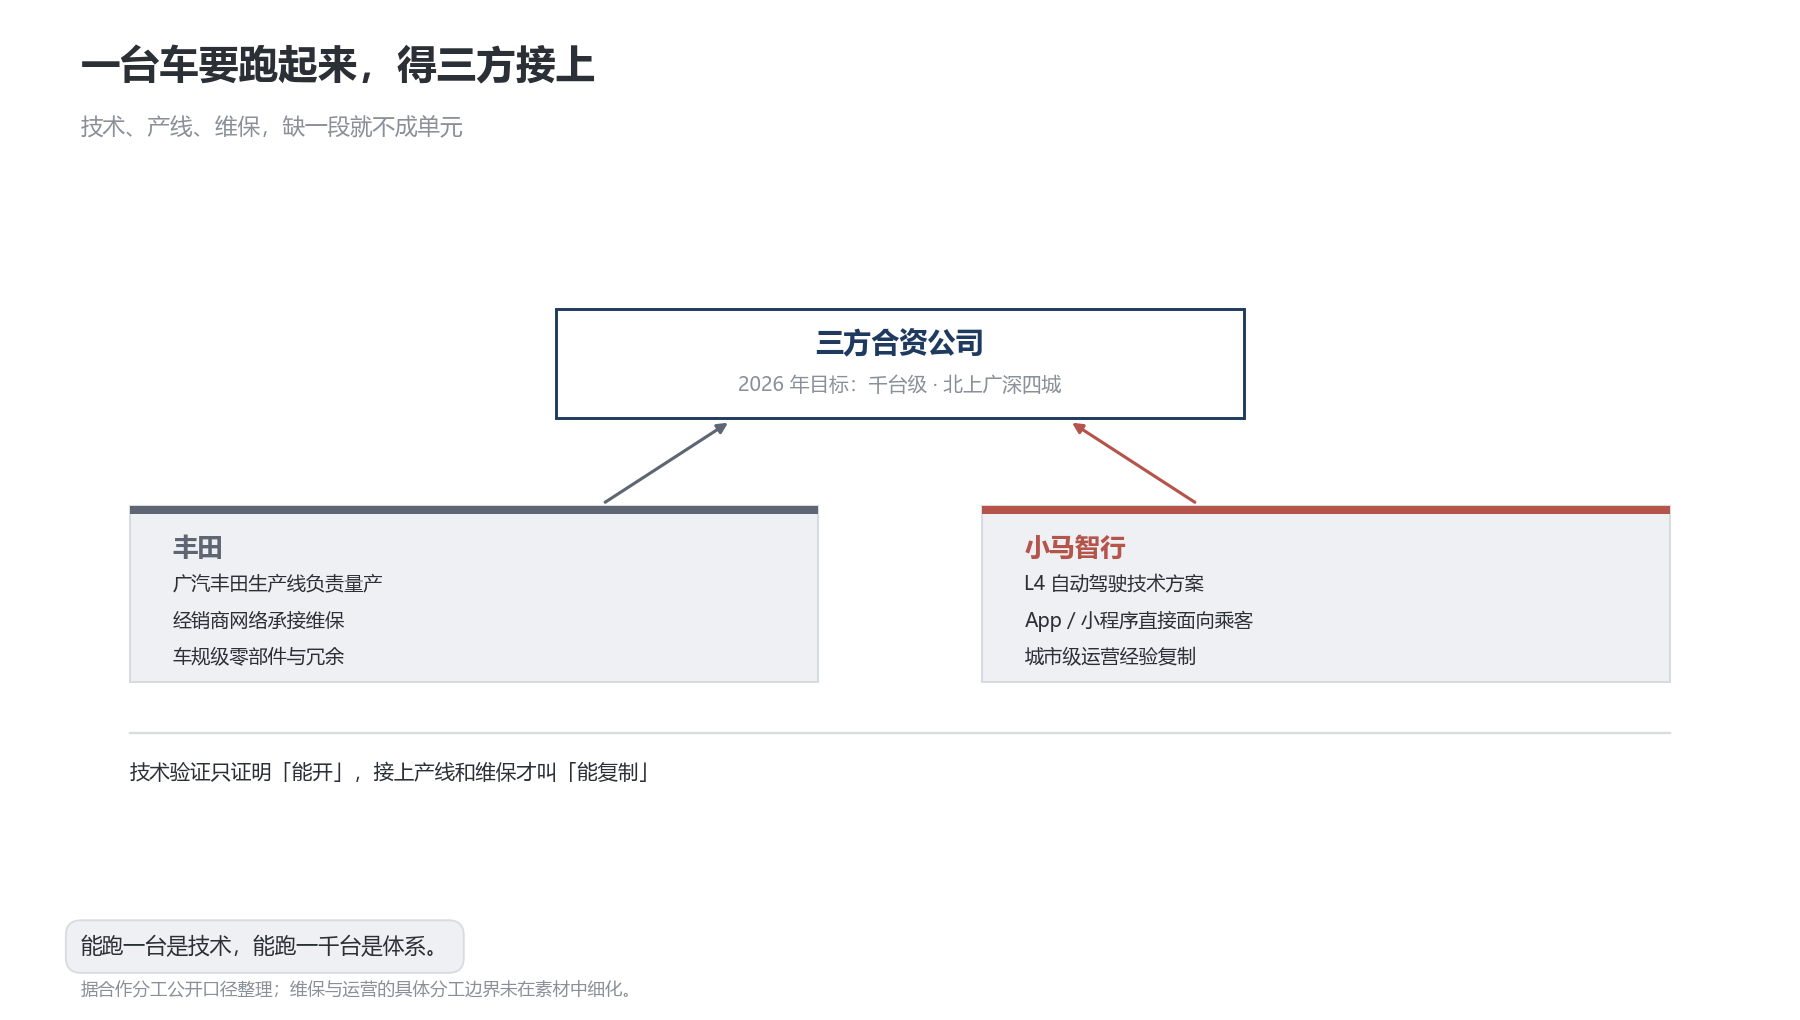 一台车要跑起来，得三方接上
技术、产线、维保，缺一段就不成单元
三方合资公司
2026 年目标：千台级 · 北上广深四城
丰田
广汽丰田生产线负责量产
经销商网络承接维保
车规级零部件与冗余
小马智行
L4 自动驾驶技术方案
App / 小程序直接面向乘客
城市级运营经验复制
技术验证只证明「能开」，接上产线和维保才叫「能复制」
能跑一台是技术，能跑一千台是体系。
据合作分工公开口径整理；维保与运营的具体分工边界未在素材中细化。